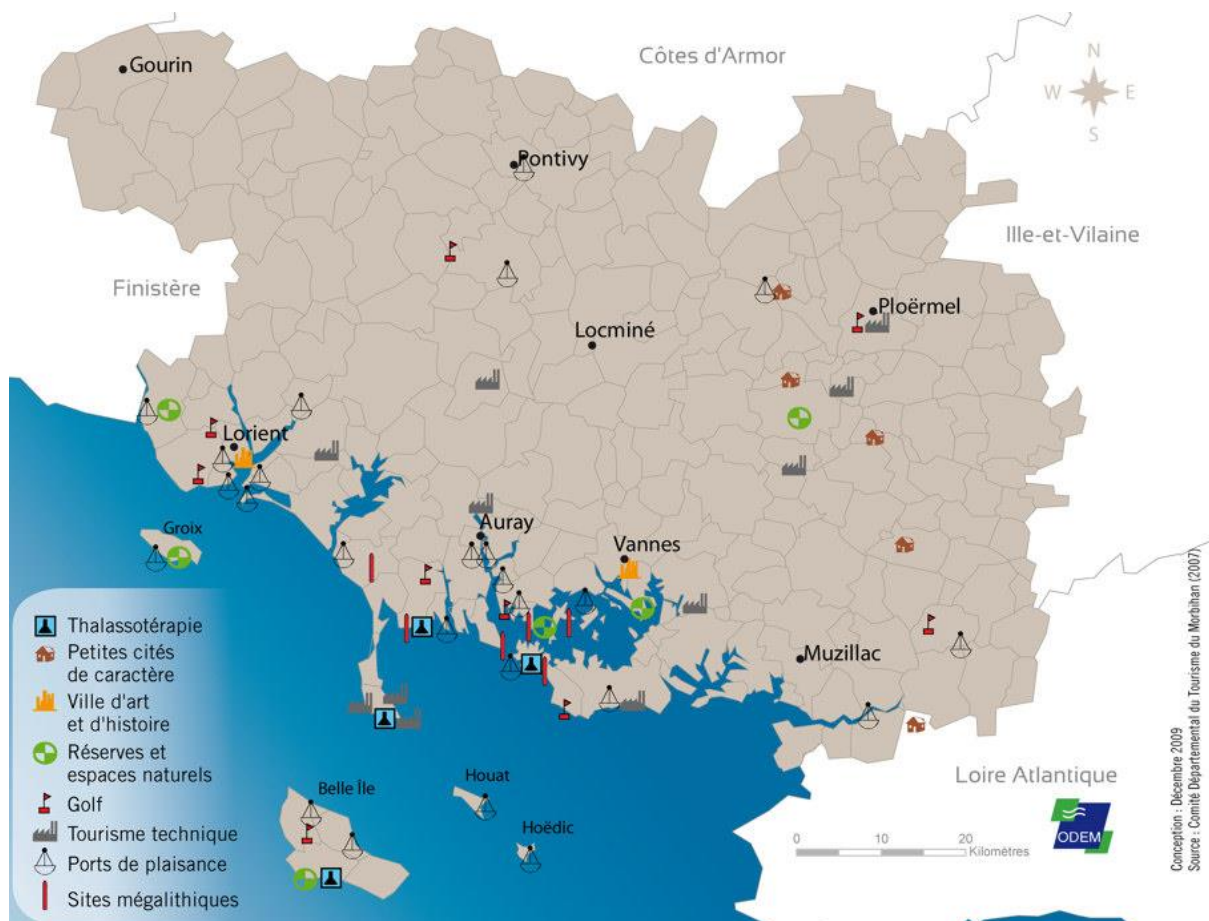 Côtes d'Armor
N
W E
S
Gourin
Pontivy
Ille-et-Vilaine
Finistère
Ploërmel
Locminé
Lorient
Auray
Vannes
Groix
Muzillac
Belle Île
Houat
Hoëdic
Loire Atlantique
Thalassotérapie
Petites cités
de caractère
Ville d'art
et d'histoire
Réserves et
espaces naturels
Golf
Tourisme technique
Ports de plaisance
Sites mégalithiques
0 10 20
Kilomètres
ODEM
Conception : Décembre 2009
Source : Comité Départemental du Tourisme du Morbihan (2007)